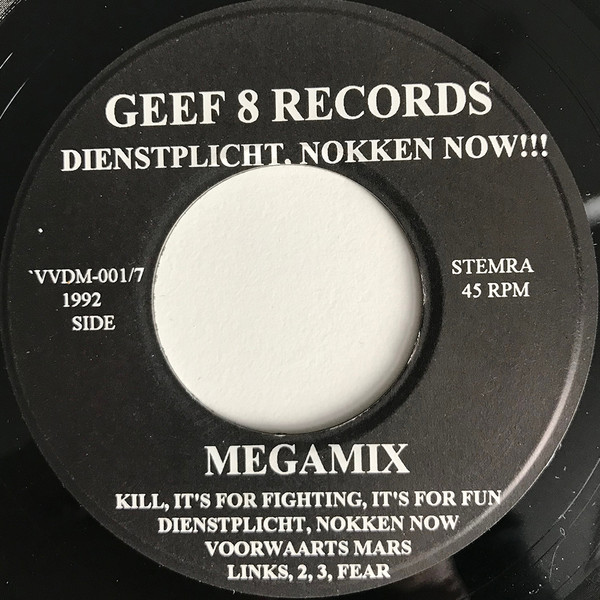 GEEF 8 RECORDS
DIENSTPLICHT, NOKKEN NOW!!!
`VVDM-001/7
1992
SIDE
STEMRA
45 RPM
MEGAMIX
KILL, IT'S FOR FIGHTING, IT'S FOR FUN
DIENSTPLICHT, NOKKEN NOW
VOORWAARTS MARS
LINKS, 2, 3, FEAR